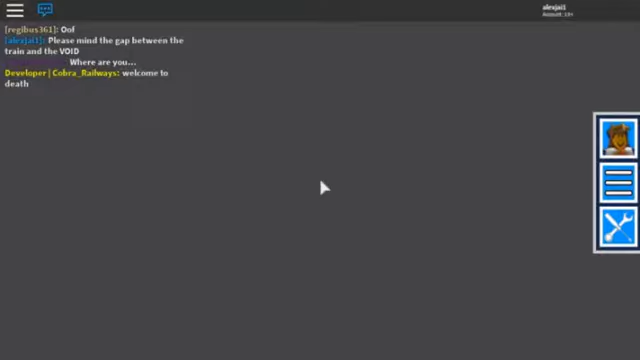 alexjai1
Account: 13+
[regibus361]: Oof
[alexjai1]: Please mind the gap between the
train and the VOID
Where are you...
Developer | Cobra_Railways: welcome to
death